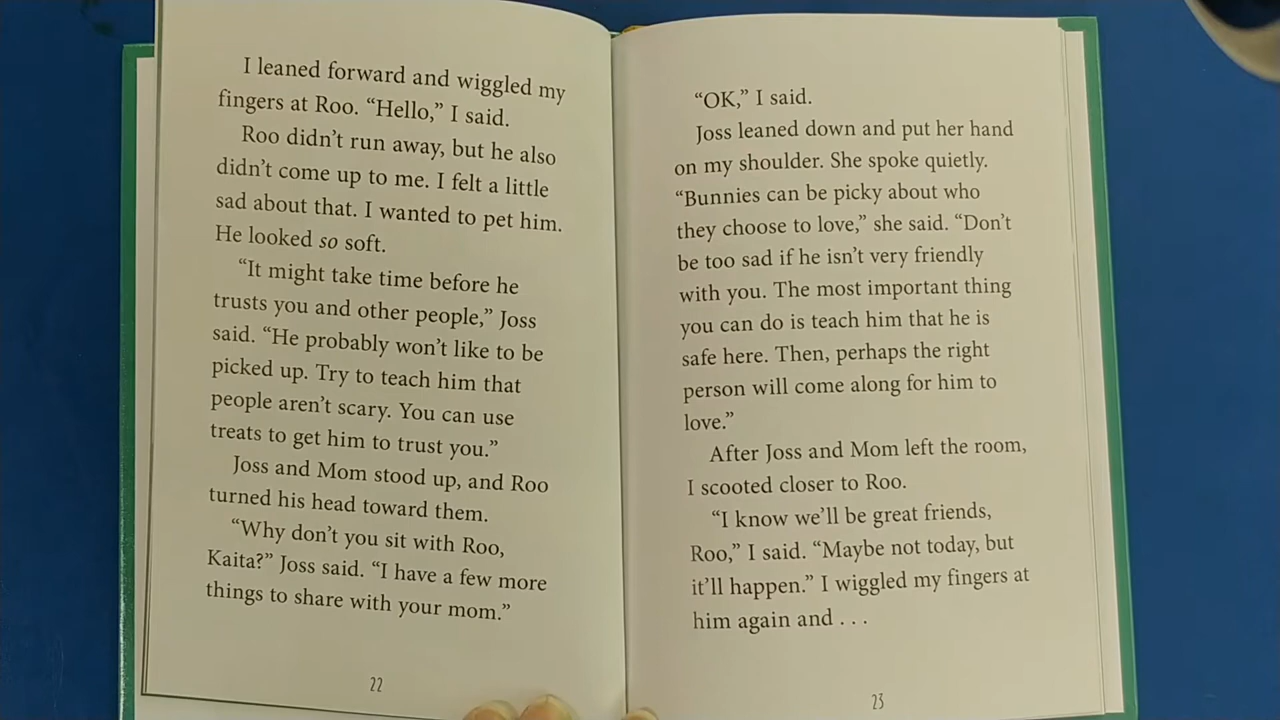 I leaned forward and wiggled my
fingers at Roo. “Hello,” I said.
Roo didn’t run away, but he also
didn’t come up to me. I felt a little
sad about that. I wanted to pet him.
He looked so soft.
“It might take time before he
trusts you and other people,” Joss
said. “He probably won’t like to be
picked up. Try to teach him that
people aren’t scary. You can use
treats to get him to trust you.”
Joss and Mom stood up, and Roo
turned his head toward them.
“Why don’t you sit with Roo,
Kaita?” Joss said. “I have a few more
things to share with your mom.”
22
“OK,” I said.
Joss leaned down and put her hand
on my shoulder. She spoke quietly.
“Bunnies can be picky about who
they choose to love,” she said. “Don’t
be too sad if he isn’t very friendly
with you. The most important thing
you can do is teach him that he is
safe here. Then, perhaps the right
person will come along for him to
love.”
After Joss and Mom left the room,
I scooted closer to Roo.
“I know we’ll be great friends,
Roo,” I said. “Maybe not today, but
it’ll happen.” I wiggled my fingers at
him again and . . .
23